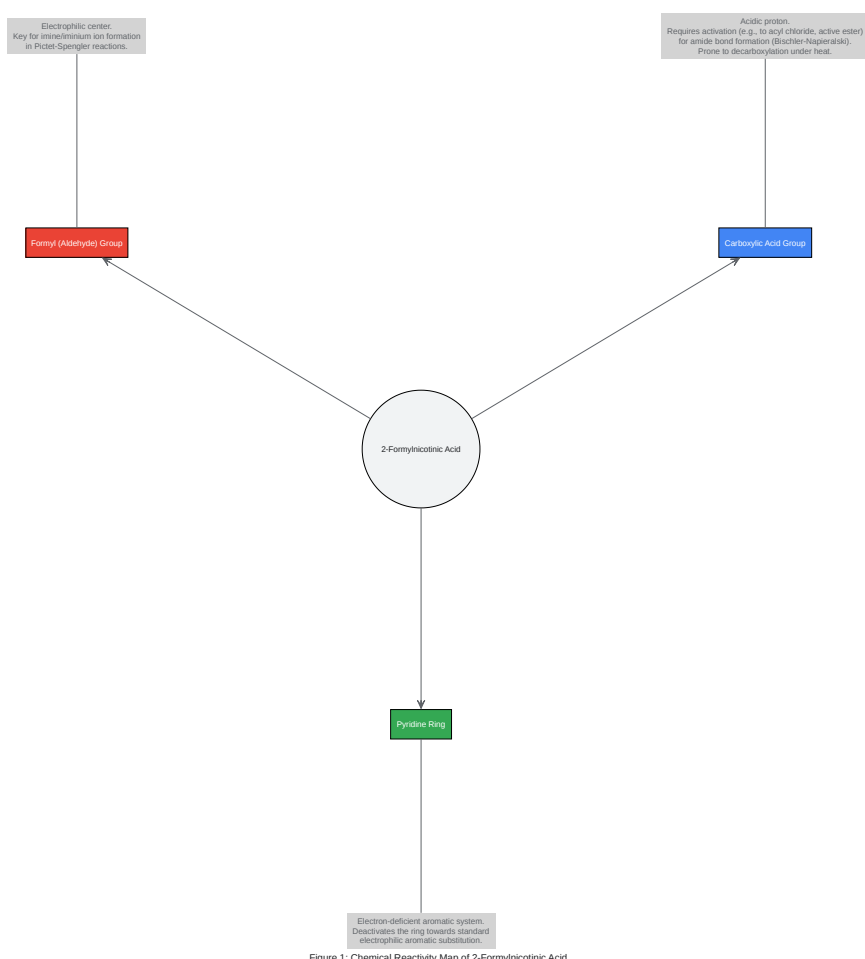 Electrophilic center.
Key for imine/iminium ion formation
in Pictet-Spengler reactions.
Acidic proton.
Requires activation (e.g., to acyl chloride, active ester)
for amide bond formation (Bischler-Napieralski).
Prone to decarboxylation under heat.
Formyl (Aldehyde) Group
Carboxylic Acid Group
2-Formylnicotinic Acid
Pyridine Ring
Electron-deficient aromatic system.
Deactivates the ring towards standard
electrophilic aromatic substitution.
Figure 1: Chemical Reactivity Map of 2-Formylnicotinic Acid